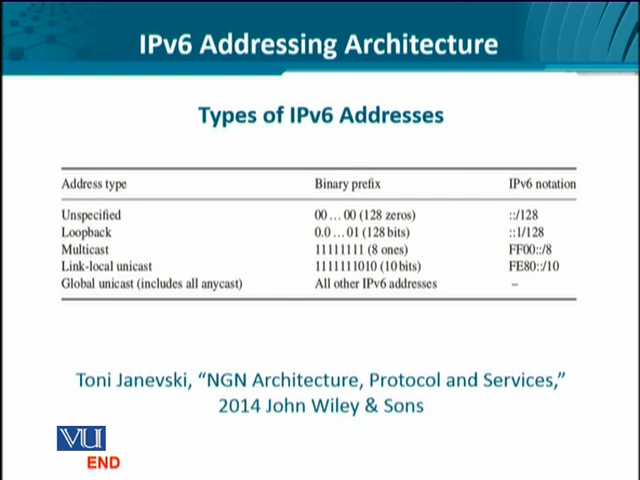 IPv6 Addressing Architecture
Types of IPv6 Addresses
Address type Binary prefix IPv6 notation
Unspecified 00 … 00 (128 zeros) ::/128
Loopback 0.0 … 01 (128 bits) ::1/128
Multicast 11111111 (8 ones) FF00::/8
Link-local unicast 1111111010 (10 bits) FE80::/10
Global unicast (includes all anycast) All other IPv6 addresses –
Toni Janevski, “NGN Architecture, Protocol and Services,”
2014 John Wiley & Sons
VU
END